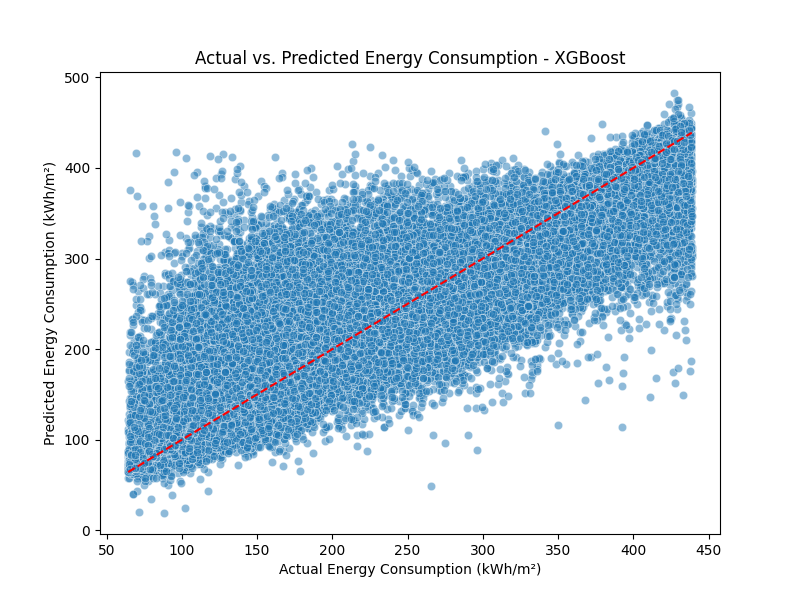 Actual vs. Predicted Energy Consumption - XGBoost
500
400
300
200
100
0
Predicted Energy Consumption (kWh/m²)
50 100 150 200 250 300 350 400 450
Actual Energy Consumption (kWh/m²)